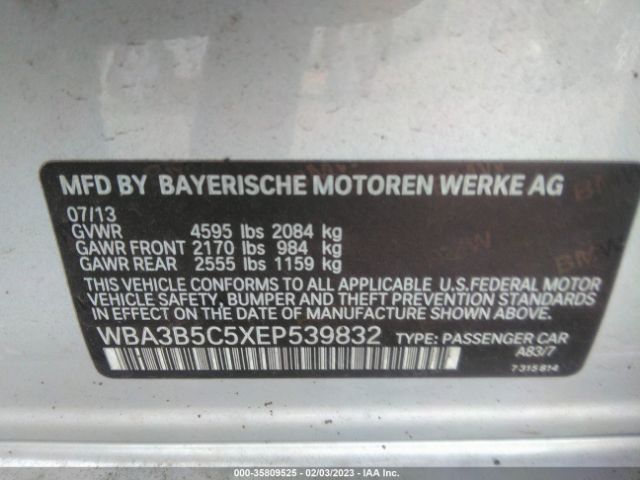 MFD BY BAYERISCHE MOTOREN WERKE AG
07/13
GVWR 4595 lbs 2084 kg
GAWR FRONT 2170 lbs 984 kg
GAWR REAR 2555 lbs 1159 kg
THIS VEHICLE CONFORMS TO ALL APPLICABLE U.S.FEDERAL MOTOR
VEHICLE SAFETY, BUMPER AND THEFT PREVENTION STANDARDS
IN EFFECT ON THE DATE OF MANUFACTURE SHOWN ABOVE.
WBA3B5C5XEP539832 TYPE: PASSENGER CAR
A83/7
7 315 814
000-35809525 - 02/03/2023 - IAA Inc.